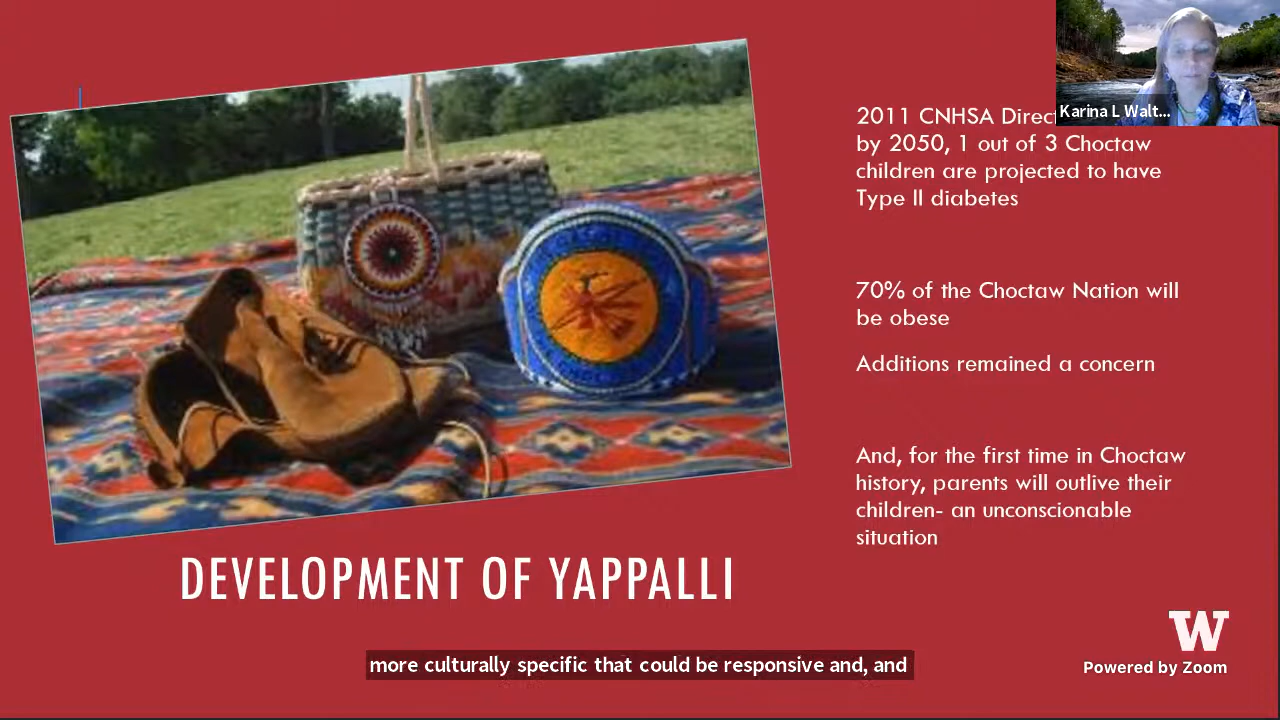 Karina L Walt...
2011 CNHSA Direct
by 2050, 1 out of 3 Choctaw
children are projected to have
Type II diabetes
70% of the Choctaw Nation will
be obese
Additions remained a concern
And, for the first time in Choctaw
history, parents will outlive their
children- an unconscionable
situation
DEVELOPMENT OF YAPPALLI
more culturally specific that could be responsive and, and
W
Powered by Zoom